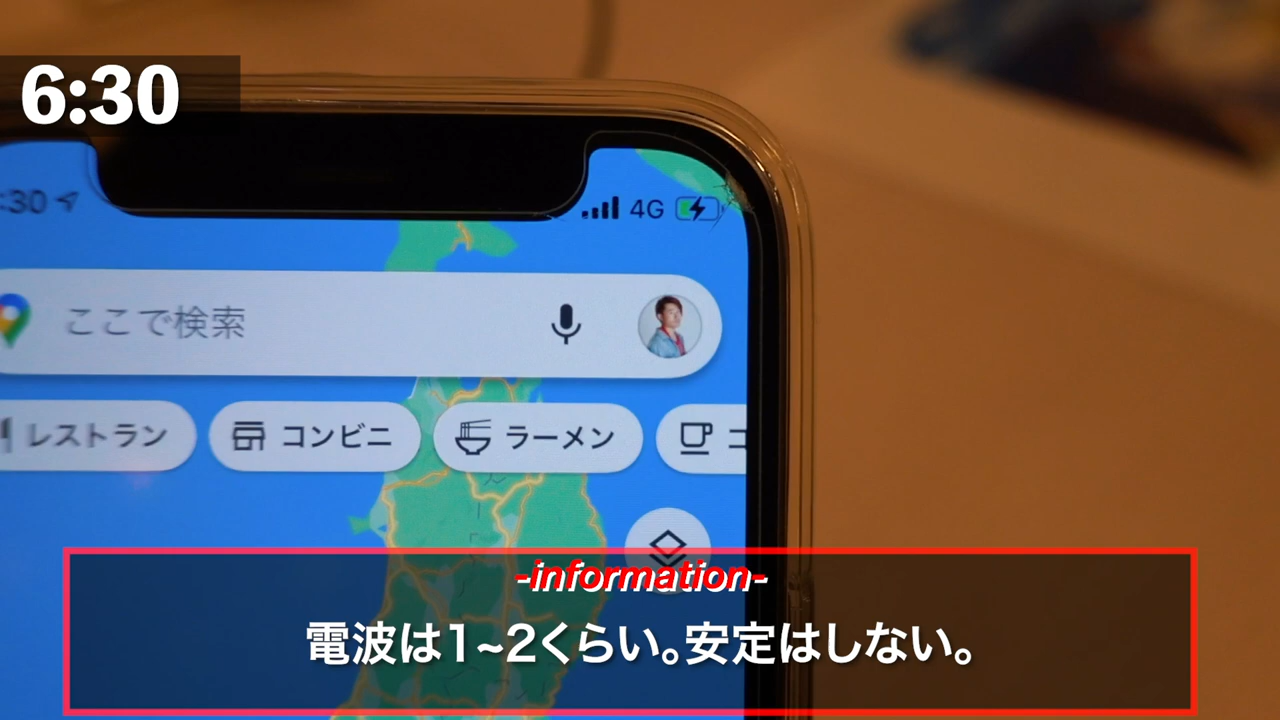 6:30
:30
4G
ここで検索
レストラン
コンビニ
ラーメン
コ
-information-
電波は1~2くらい。安定はしない。